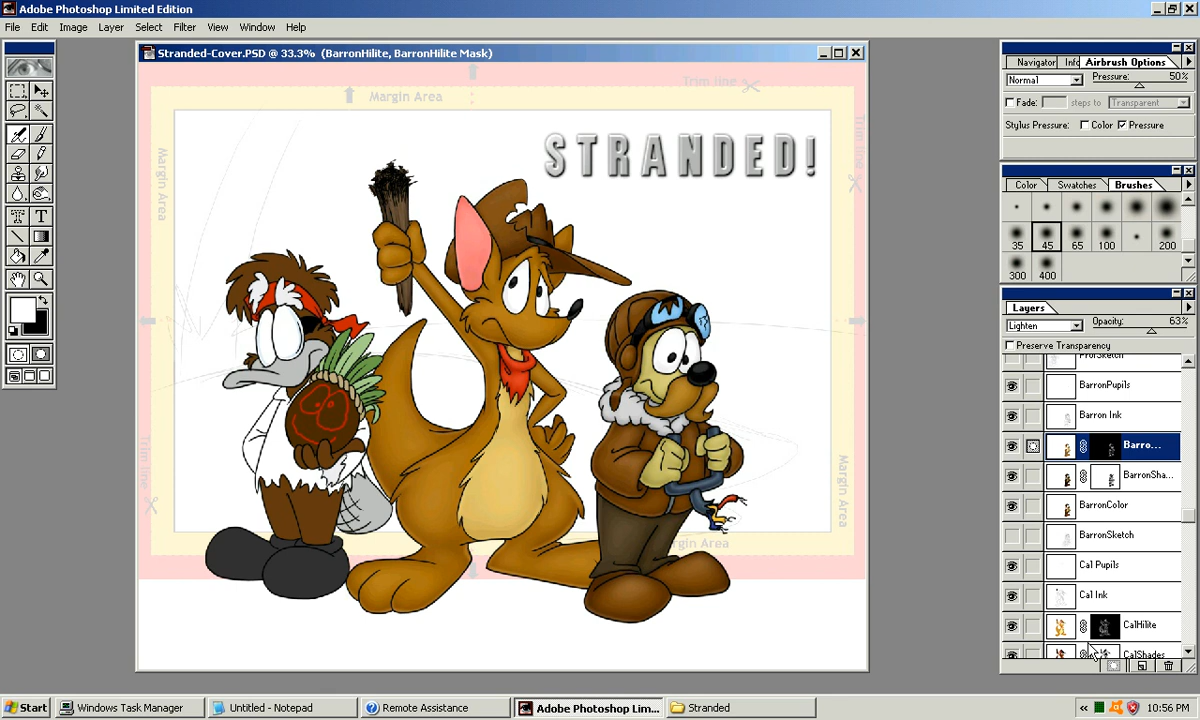 Adobe Photoshop Limited Edition
File Edit Image Layer Select Filter View Window Help
Stranded-Cover.PSD @ 33.3% (BarronHilite, BarronHilite Mask)
Trim line
Margin Area
STRANDED!
Trim line
Margin Area
Trim line
Margin Area
Margin Area
Navigator Info Airbrush Options
Normal Pressure: 50%
Fade: steps to Transparent
Stylus Pressure: Color Pressure
Color Swatches Brushes
35 45 65 100 200
300 400
Layers
Lighten Opacity: 63%
Preserve Transparency
ProfSketch
BarronPupils
Barron Ink
Barro...
BarronSha...
BarronColor
BarronSketch
Cal Pupils
Cal Ink
CalHilite
CalShades
Start Windows Task Manager Untitled - Notepad Remote Assistance Adobe Photoshop Lim... Stranded 10:56 PM